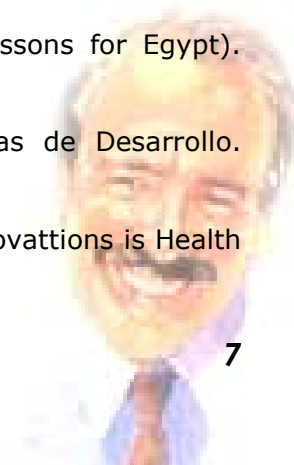 ssons for Egypt).
as de Desarrollo.
ovattions is Health
7